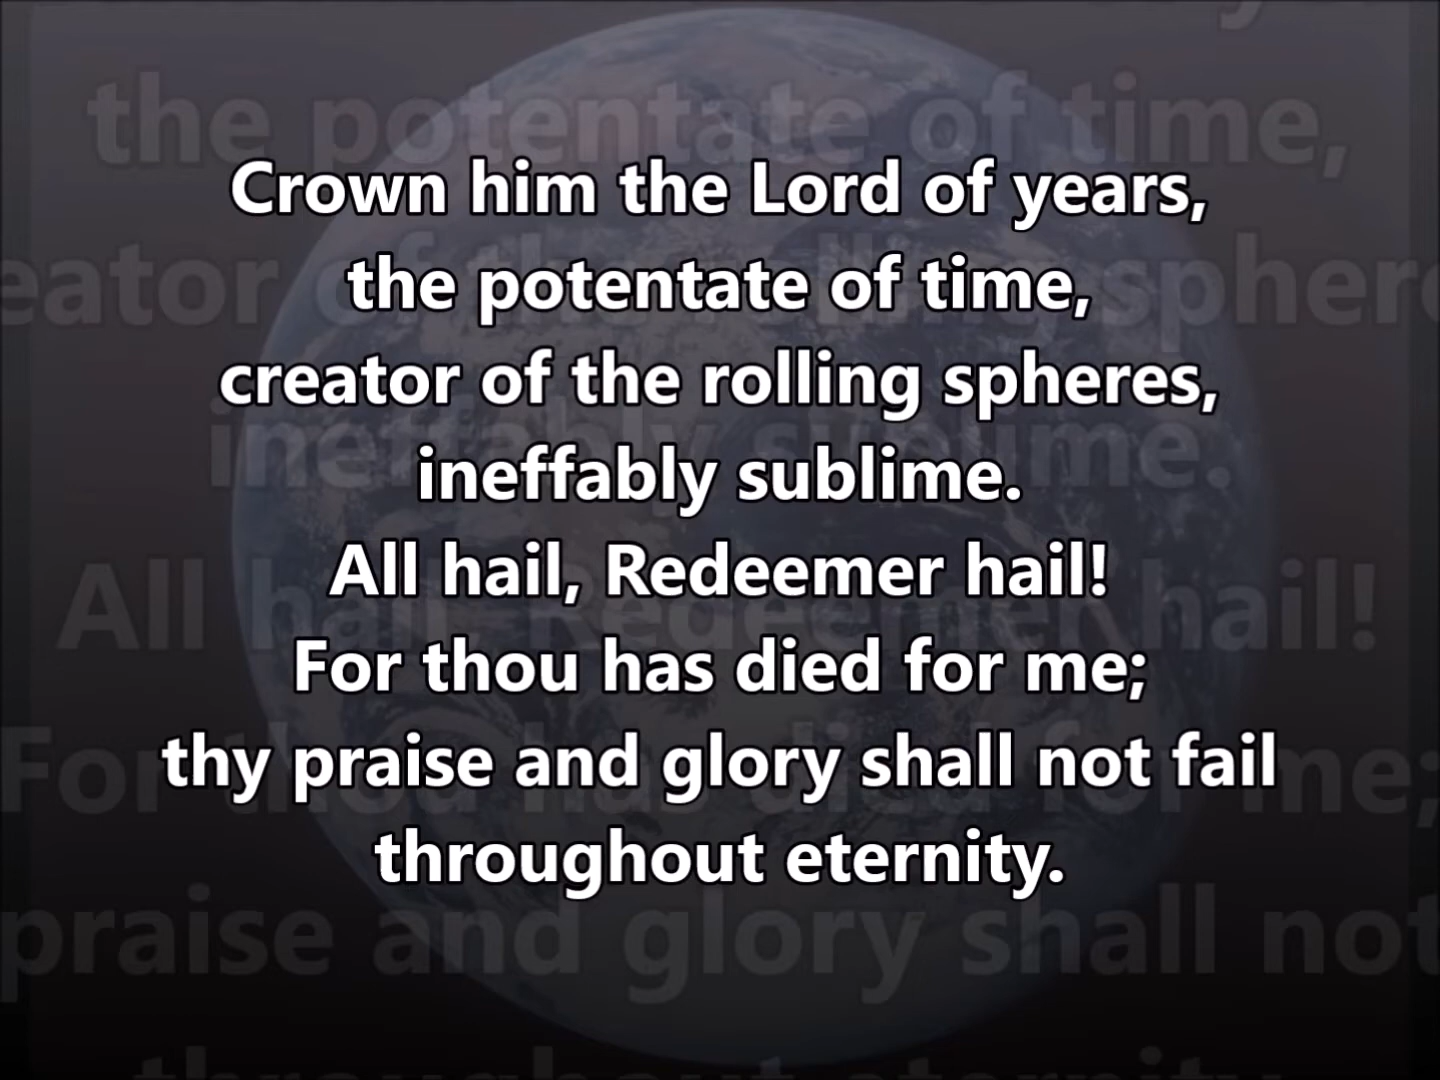 Crown him the Lord of years,
the potentate of time,
creator of the rolling spheres,
ineffably sublime.
All hail, Redeemer hail!
For thou has died for me;
thy praise and glory shall not fail
throughout eternity.